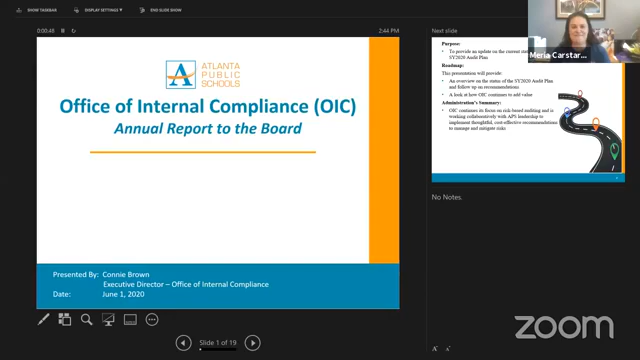 SHOW TASKBAR
DISPLAY SETTINGS
END SLIDE SHOW
0:00:49
2:44 PM
Next slide
ATLANTA
PUBLIC
SCHOOLS
Office of Internal Compliance (OIC)
Annual Report to the Board
Presented By: Connie Brown
Executive Director – Office of Internal Compliance
Date: June 1, 2020
Slide 1 of 19
Purpose:
• To provide an update on the current
SY2020 Audit Plan
Roadmap:
This presentation will provide:
• An overview on the status of the SY2020 Audit Plan
and follow up on recommendations
• A look at how OIC continues to add value
Administration's Summary:
• OIC continues its focus on risk-based auditing and is
working collaboratively with APS leadership to
implement thoughtful, cost-effective recommendations
to manage and mitigate risks
Meria Carstar...
No Notes.
zoom